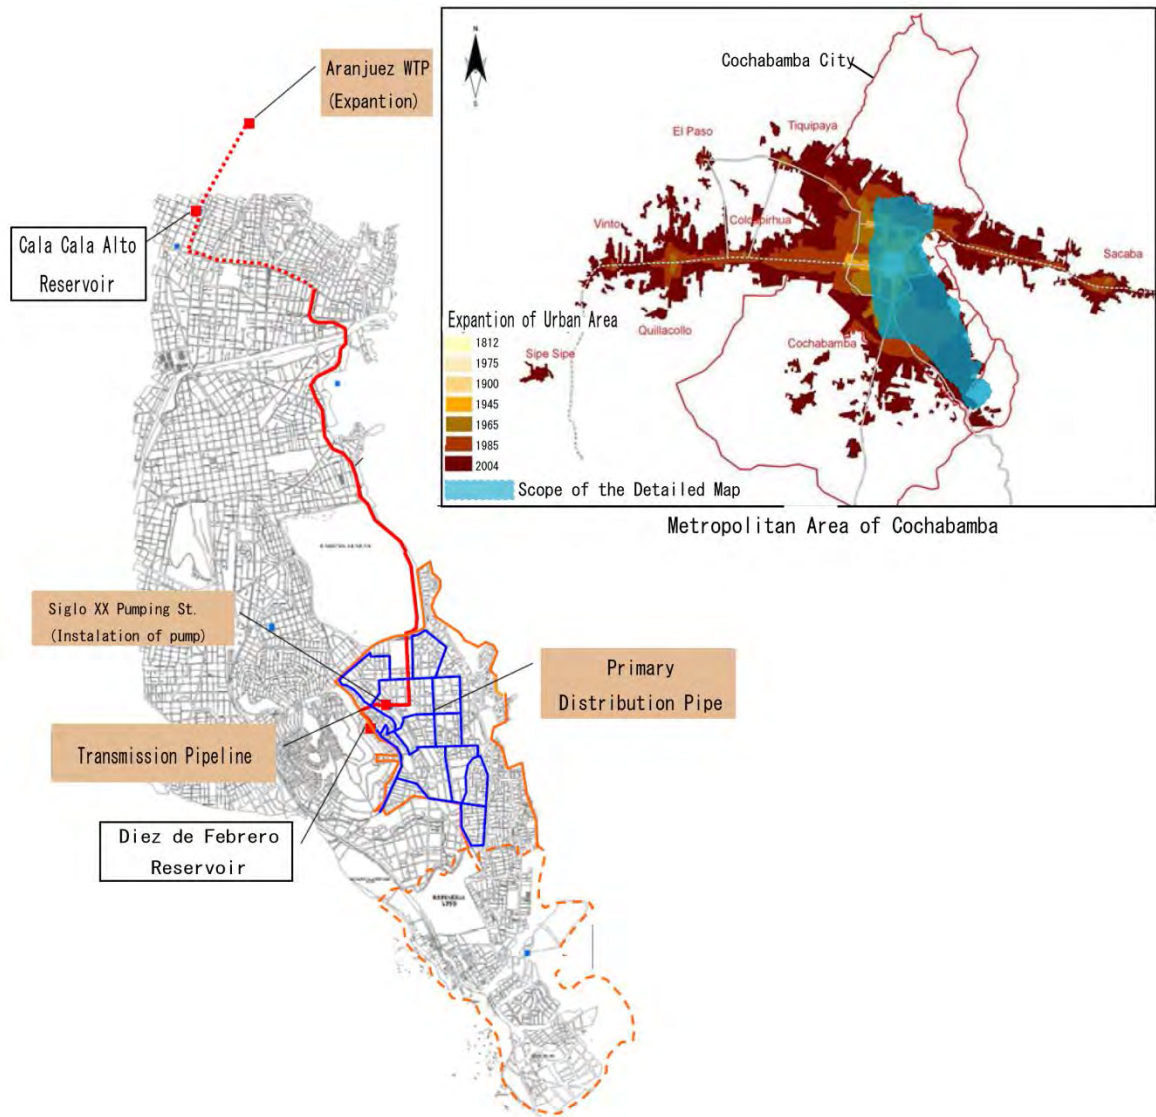 Aranjuez WTP
(Expantion)
Cala Cala Alto
Reservoir
Siglo XX Pumping St.
(Instalation of pump)
Primary
Distribution Pipe
Transmission Pipeline
Diez de Febrero
Reservoir
N
S
Cochabamba City
El Paso
Tiquipaya
Vinto
Colcapirhua
Sacaba
Quillacollo
Sipe Sipe
Cochabamba
Expantion of Urban Area
1812
1975
1900
1945
1965
1985
2004
Scope of the Detailed Map
Metropolitan Area of Cochabamba